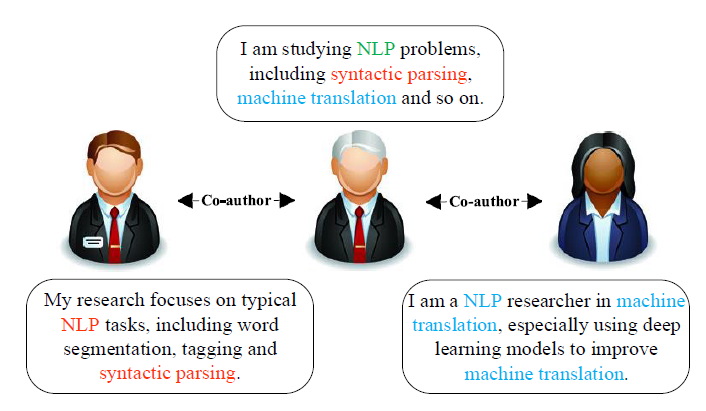 I am studying NLP problems,
including syntactic parsing,
machine translation and so on.
Co-author
Co-author
My research focuses on typical
NLP tasks, including word
segmentation, tagging and
syntactic parsing.
I am a NLP researcher in machine
translation, especially using deep
learning models to improve
machine translation.